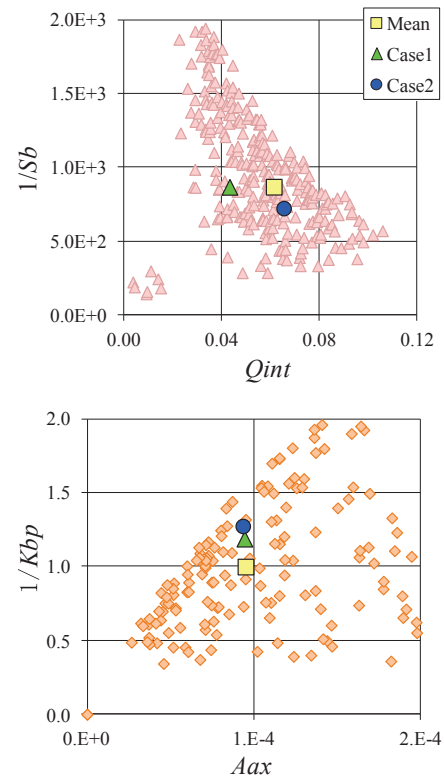 2.0E+3
1.5E+3
1.0E+3
5.0E+2
0.0E+0
1/Sb
Mean
Case1
Case2
0.00 0.04 0.08 0.12
Qint
2.0
1.5
1.0
0.5
0.0
1/Kbp
0.E+0 1.E-4 2.E-4
Aax